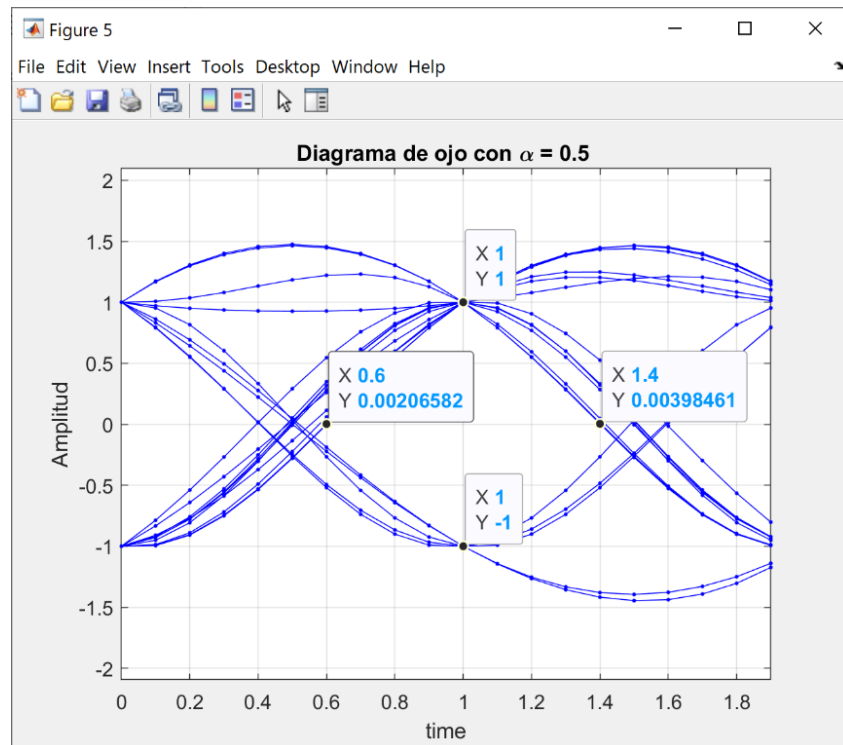 Figure 5
File Edit View Insert Tools Desktop Window Help
Diagrama de ojo con α = 0.5
2
1.5
1
0.5
0
-0.5
-1
-1.5
-2
Amplitud
X 1
Y 1
X 0.6
Y 0.00206582
X 1.4
Y 0.00398461
X 1
Y -1
0 0.2 0.4 0.6 0.8 1 1.2 1.4 1.6 1.8
time